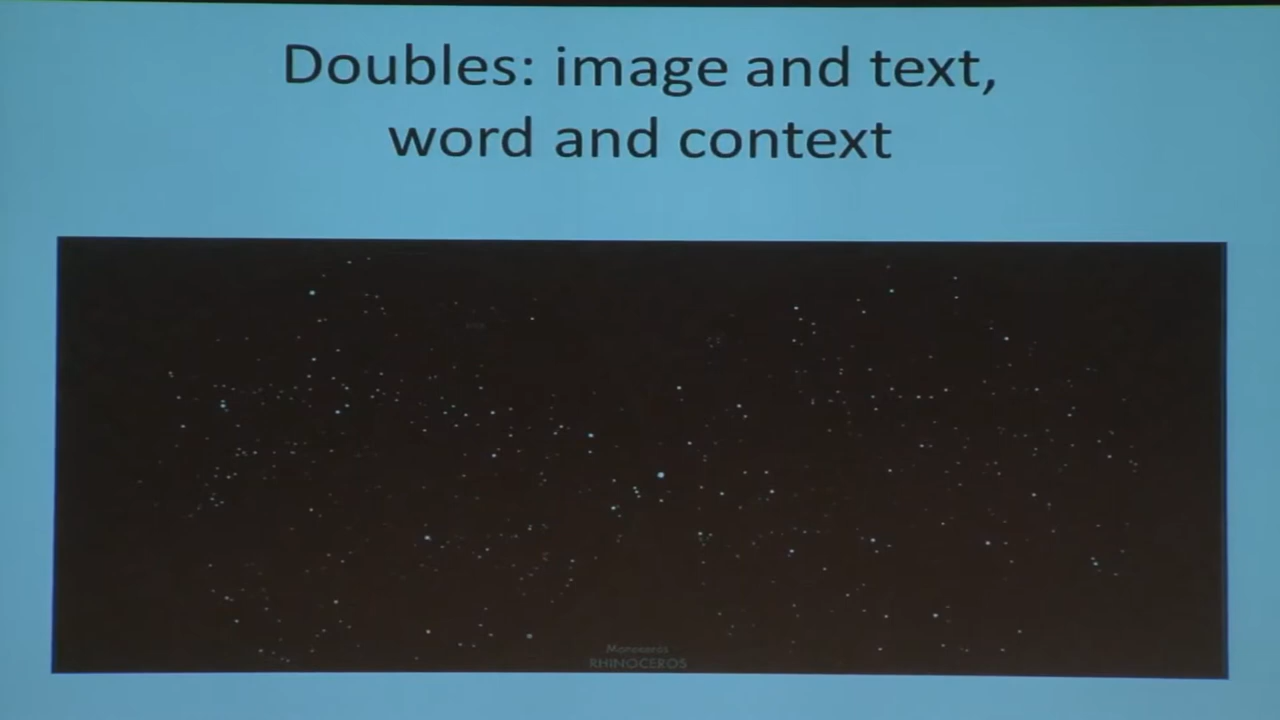 Doubles: image and text,
word and context
Monoceros
RHINOCEROS